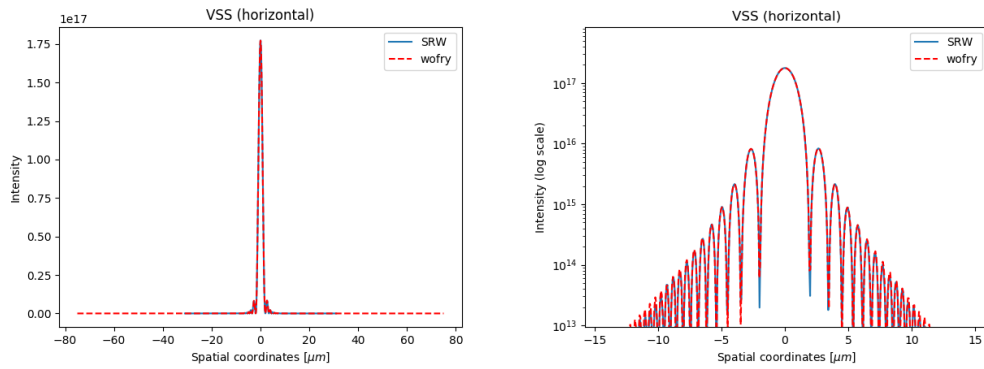 VSS (horizontal)
1e17
SRW
wofry
1.75
1.50
1.25
1.00
0.75
0.50
0.25
0.00
Intensity
−80 −60 −40 −20 0 20 40 60 80
Spatial coordinates [μm]
VSS (horizontal)
SRW
wofry
10^17
10^16
10^15
10^14
10^13
Intensity (log scale)
−15 −10 −5 0 5 10 15
Spatial coordinates [μm]